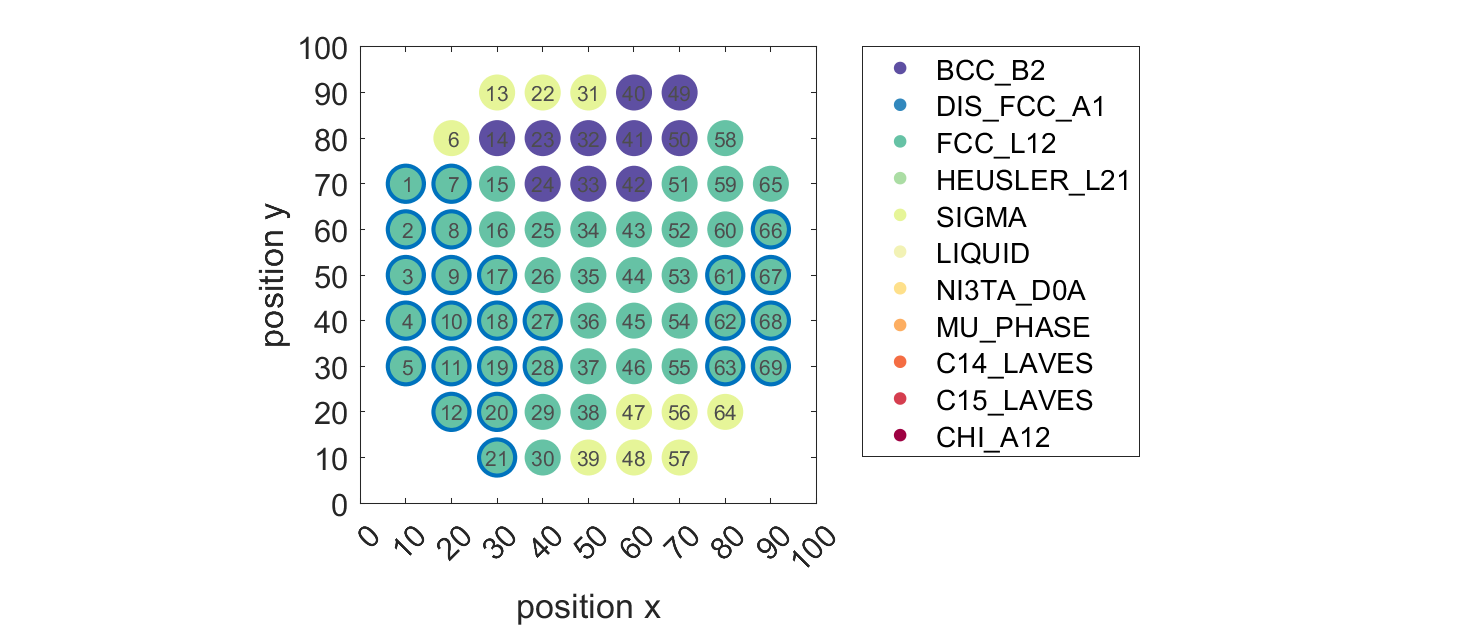 100
90
80
70
60
50
40
30
20
10
0
position y
13 22 31 40 49
6 14 23 32 41 50 58
1 7 15 24 33 42 51 59 65
2 8 16 25 34 43 52 60 66
3 9 17 26 35 44 53 61 67
4 10 18 27 36 45 54 62 68
5 11 19 28 37 46 55 63 69
12 20 29 38 47 56 64
21 30 39 48 57
0 10 20 30 40 50 60 70 80 90 100
position x
BCC_B2
DIS_FCC_A1
FCC_L12
HEUSLER_L21
SIGMA
LIQUID
NI3TA_D0A
MU_PHASE
C14_LAVES
C15_LAVES
CHI_A12